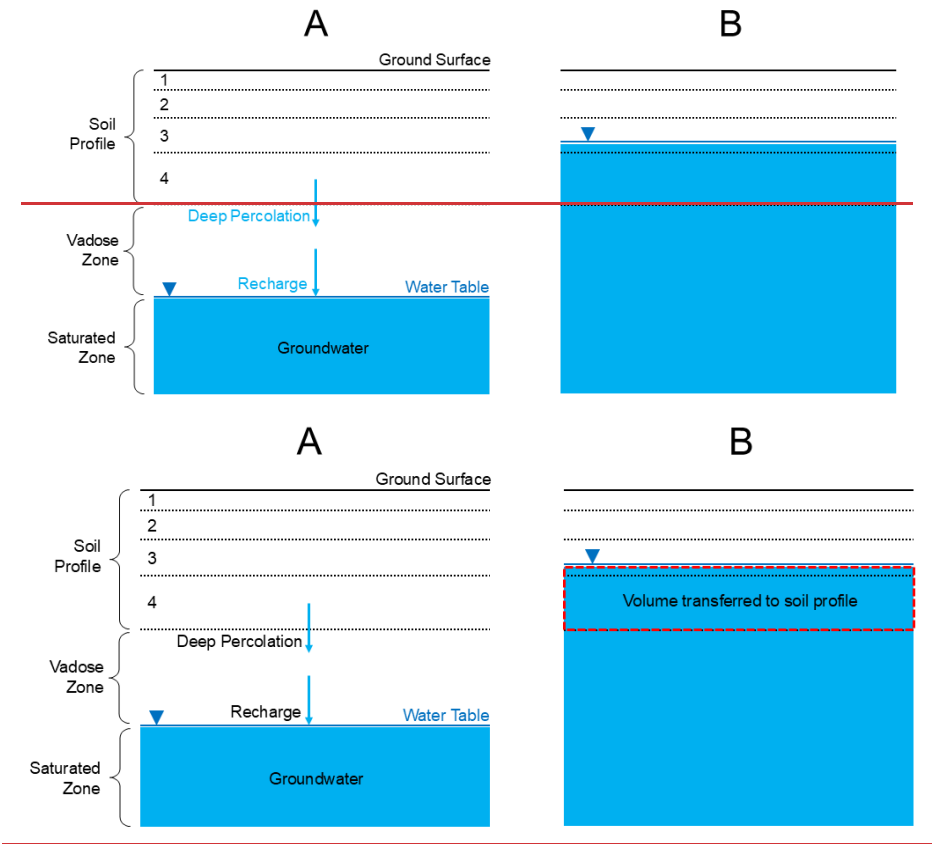 A
B
Ground Surface
1
2
Soil
Profile
3
4
Deep Percolation
Vadose
Zone
Recharge
Water Table
Saturated
Zone
Groundwater
A
B
Ground Surface
1
2
Soil
Profile
3
4
Volume transferred to soil profile
Deep Percolation
Vadose
Zone
Recharge
Water Table
Saturated
Zone
Groundwater